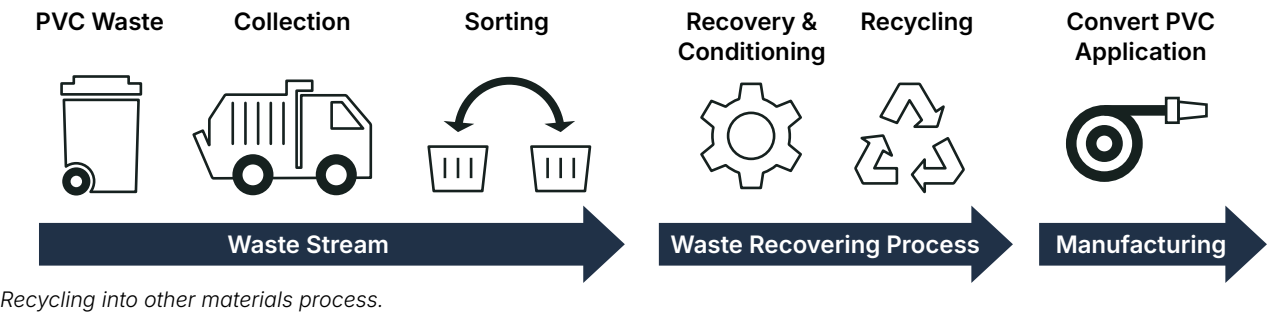 PVC Waste
Collection
Sorting
Recovery &
Conditioning
Recycling
Convert PVC
Application
Waste Stream
Waste Recovering Process
Manufacturing
Recycling into other materials process.